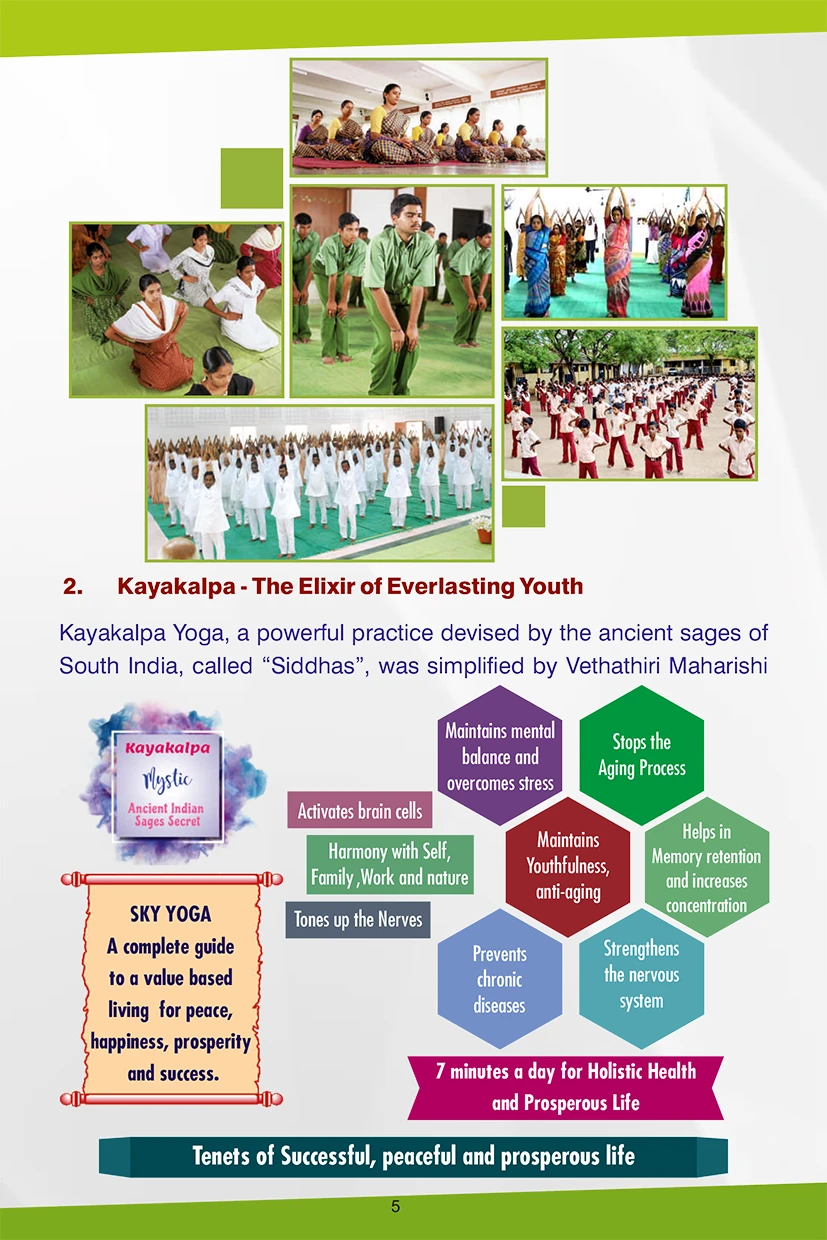 2. Kayakalpa - The Elixir of Everlasting Youth
Kayakalpa Yoga, a powerful practice devised by the ancient sages of
South India, called “Siddhas”, was simplified by Vethathiri Maharishi
Kayakalpa
Mystic
Ancient Indian
Sages Secret
SKY YOGA
A complete guide
to a value based
living for peace,
happiness, prosperity
and success.
Activates brain cells
Harmony with Self,
Family ,Work and nature
Tones up the Nerves
Maintains mental
balance and
overcomes stress
Stops the
Aging Process
Maintains
Youthfulness,
anti-aging
Helps in
Memory retention
and increases
concentration
Prevents
chronic
diseases
Strengthens
the nervous
system
7 minutes a day for Holistic Health
and Prosperous Life
Tenets of Successful, peaceful and prosperous life
5